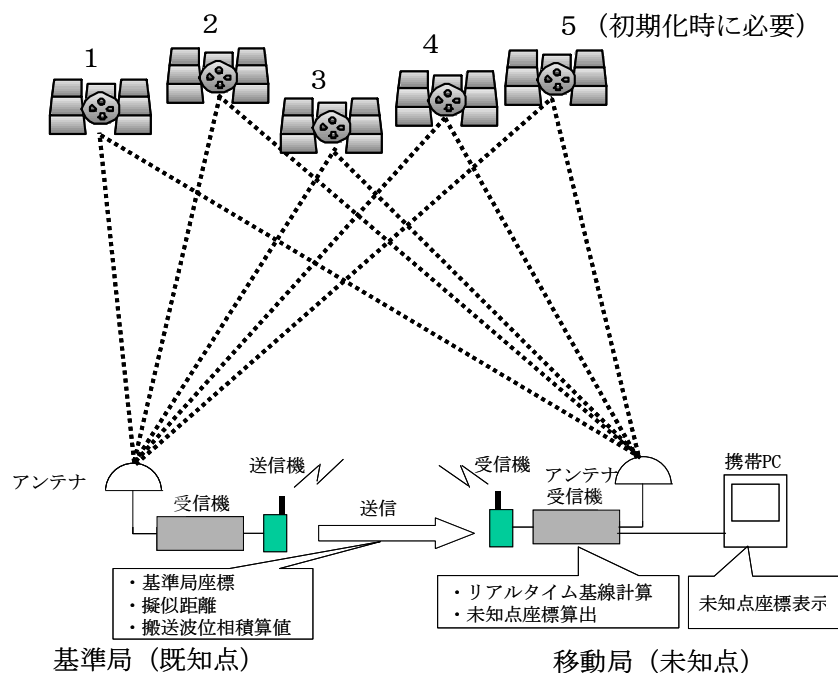 1
2
3
4
5（初期化時に必要）
アンテナ
受信機
送信機
送信
受信機
アンテナ
受信機
携帯PC
・基準局座標
・擬似距離
・搬送波位相積算値
・リアルタイム基線計算
・未知点座標算出
未知点座標表示
基準局（既知点）
移動局（未知点）